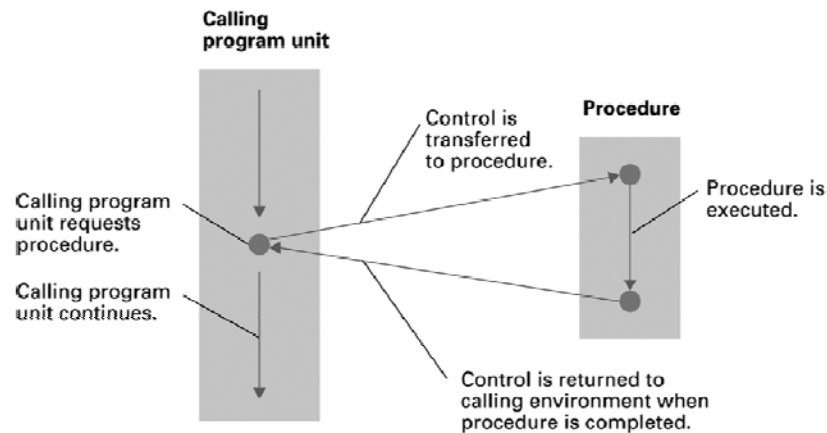 Calling
program unit
Procedure
Control is
transferred
to procedure.
Calling program
unit requests
procedure.
Procedure is
executed.
Calling program
unit continues.
Control is returned to
calling environment when
procedure is completed.